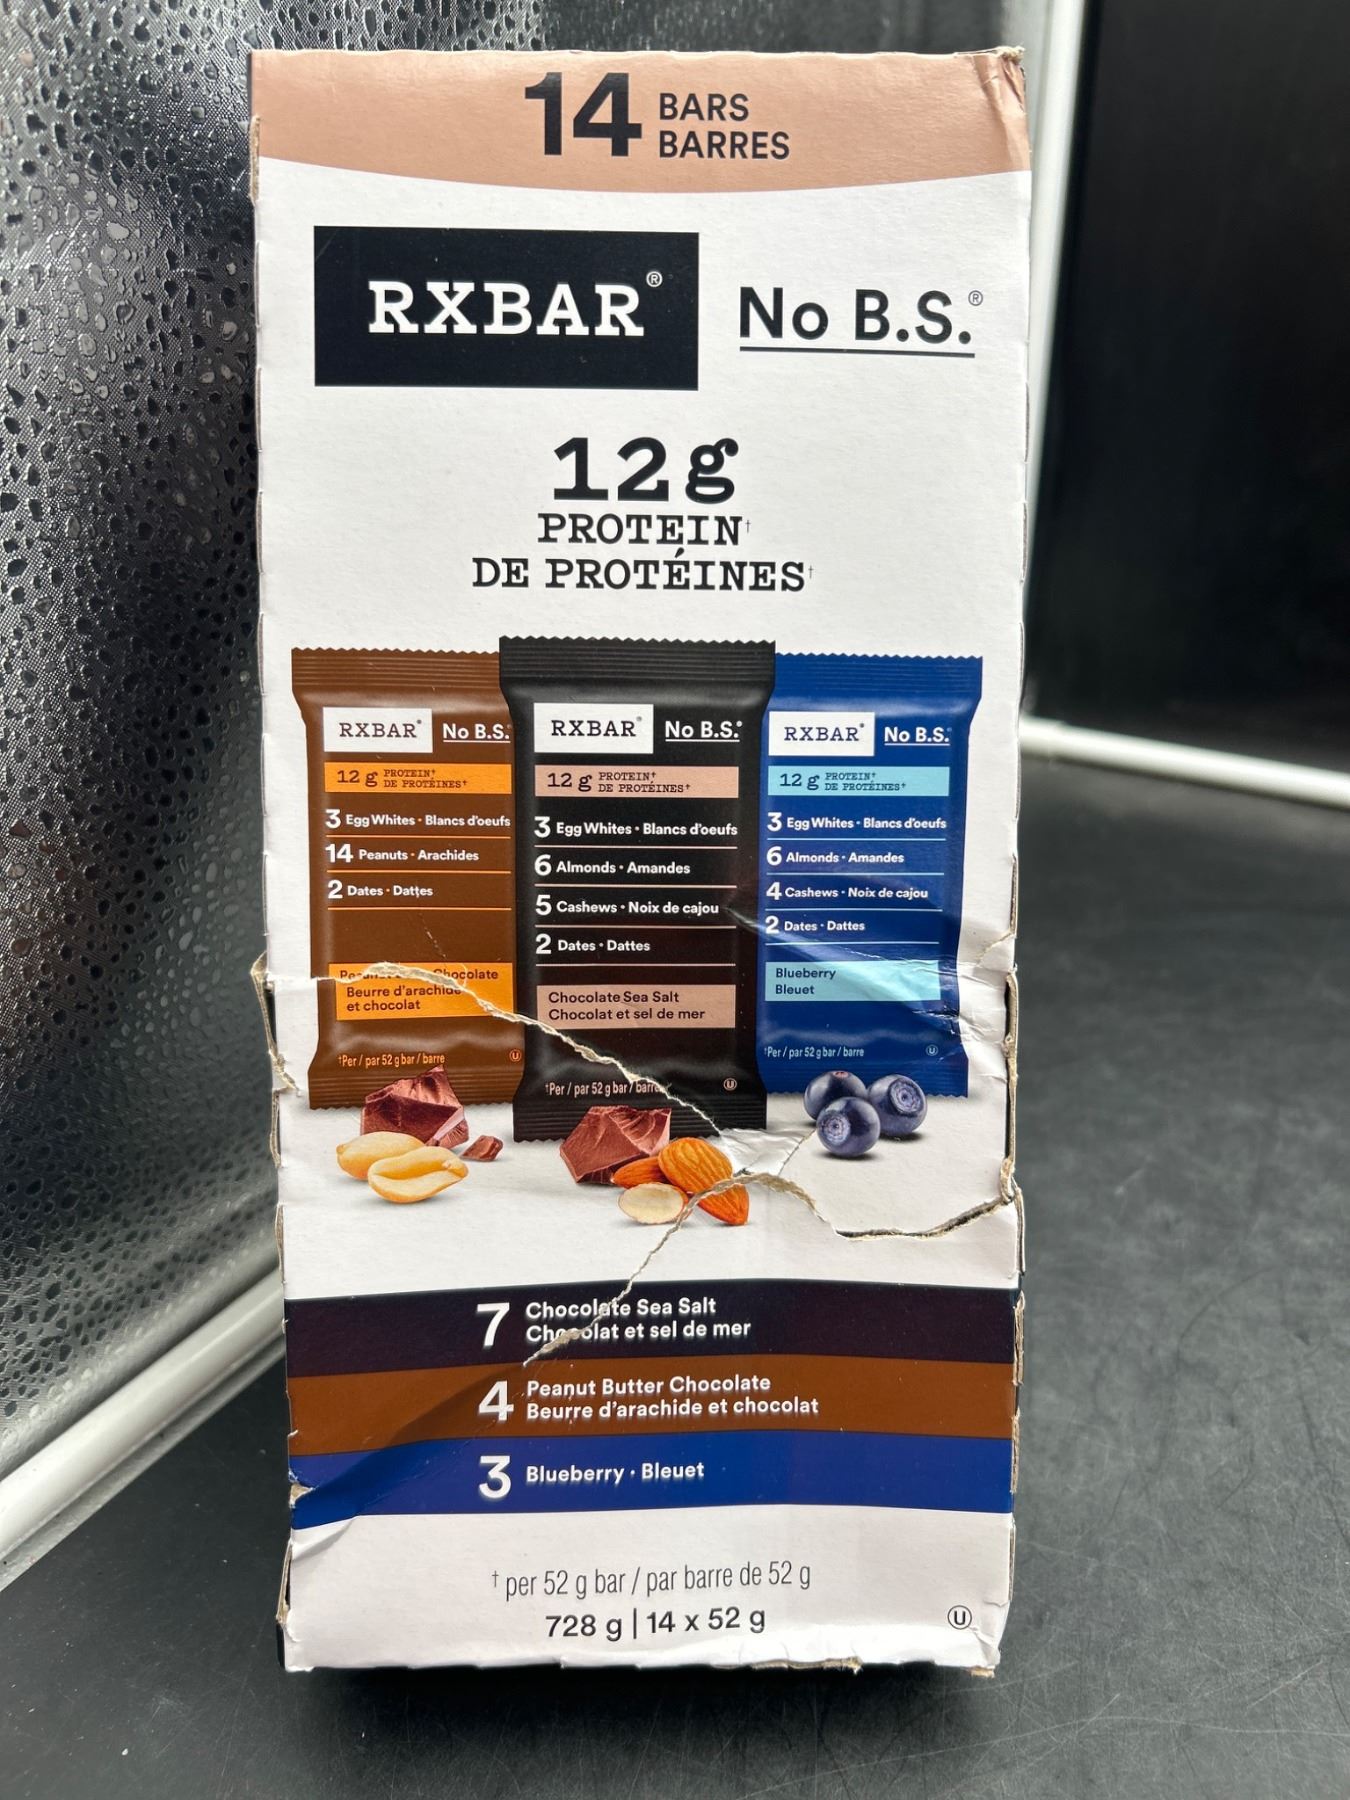 14 BARS
BARRES
RXBAR® No B.S.®
12g
PROTEIN†
DE PROTÉINES†
RXBAR® No B.S.®
12 g PROTEIN†
DE PROTÉINES†
3 Egg Whites • Blancs d'oeufs
14 Peanuts • Arachides
2 Dates • Dattes
Chocolate
Beurre d'arachide
et chocolat
†Per / par 52 g bar / barre
U
RXBAR® No B.S.®
12 g PROTEIN†
DE PROTÉINES†
3 Egg Whites • Blancs d'oeufs
6 Almonds • Amandes
5 Cashews • Noix de cajou
2 Dates • Dattes
Chocolate Sea Salt
Chocolat et sel de mer
†Per / par 52 g bar / barre
U
RXBAR® No B.S.®
12 g PROTEIN†
DE PROTÉINES†
3 Egg Whites • Blancs d'oeufs
6 Almonds • Amandes
4 Cashews • Noix de cajou
2 Dates • Dattes
Blueberry
Bleuet
†Per / par 52 g bar / barre
U
7 Chocolate Sea Salt
Chocolat et sel de mer
4 Peanut Butter Chocolate
Beurre d'arachide et chocolat
3 Blueberry • Bleuet
† per 52 g bar / par barre de 52 g
728 g | 14 x 52 g
U